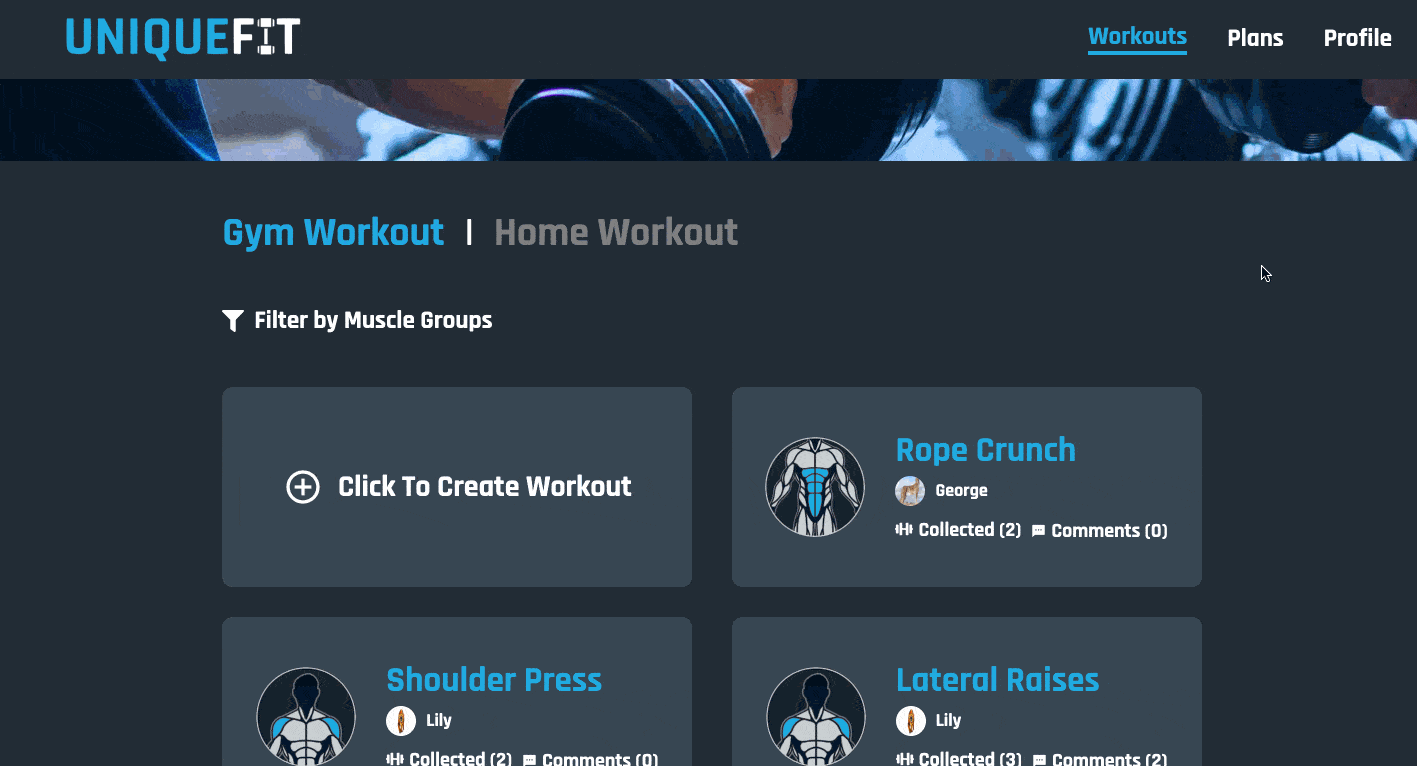 UNIQUEFIT
Workouts Plans Profile
Gym Workout | Home Workout
Filter by Muscle Groups
Click To Create Workout
Rope Crunch
George
Collected (2) Comments (0)
Shoulder Press
Lily
Collected (2) Comments (0)
Lateral Raises
Lily
Collected (3) Comments (2)